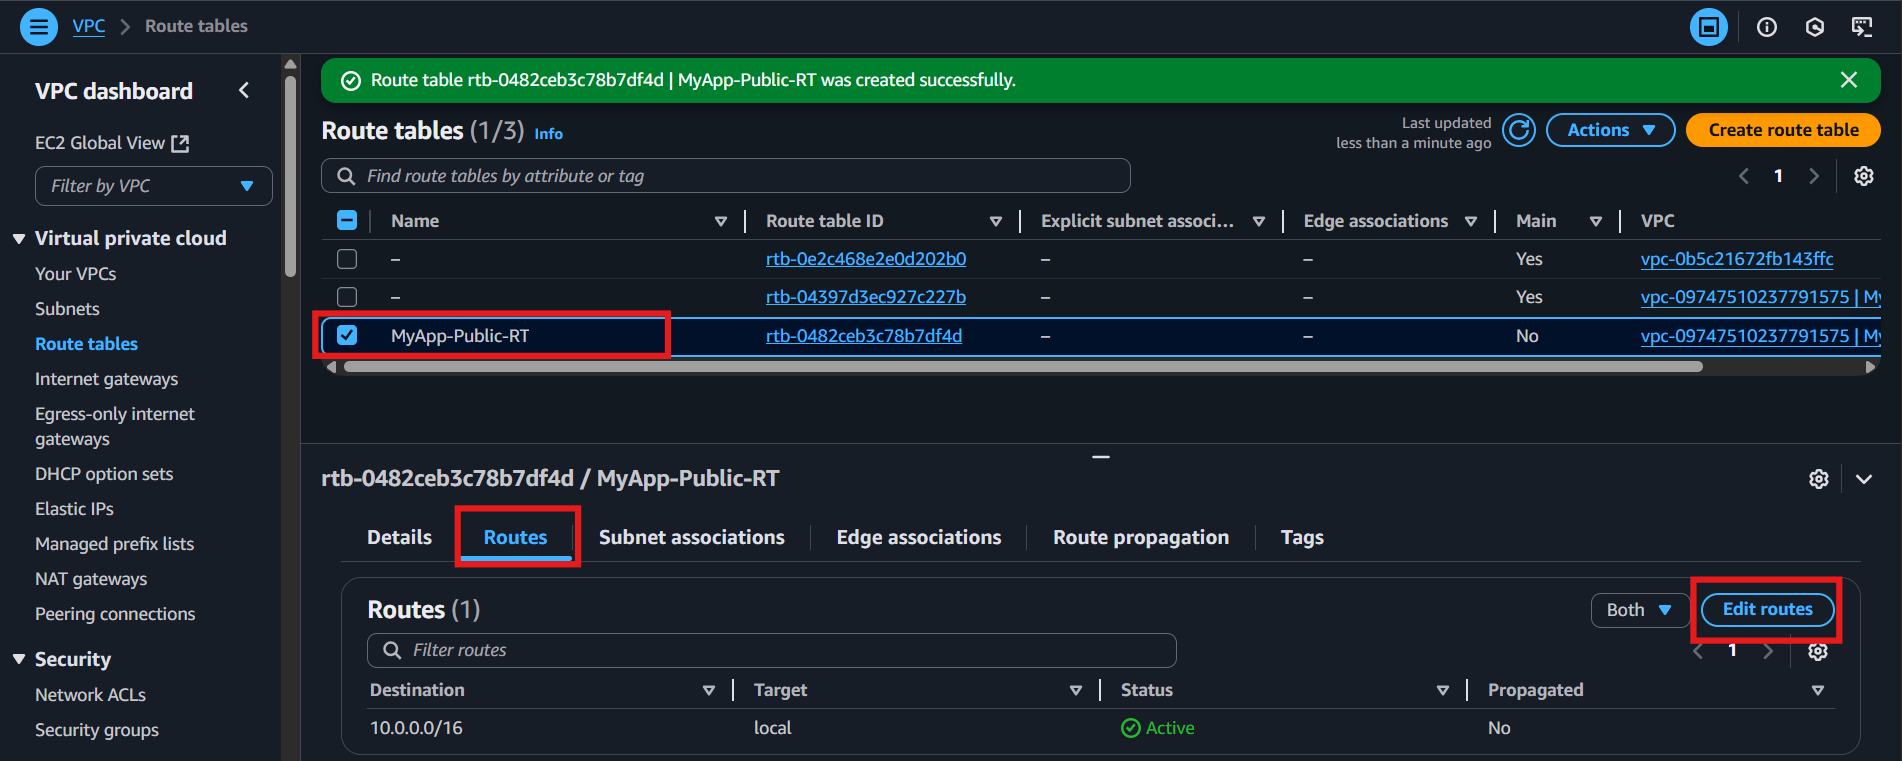 VPC > Route tables
VPC dashboard
EC2 Global View
Filter by VPC
Virtual private cloud
Your VPCs
Subnets
Route tables
Internet gateways
Egress-only internet
gateways
DHCP option sets
Elastic IPs
Managed prefix lists
NAT gateways
Peering connections
Security
Network ACLs
Security groups
Route table rtb-0482ceb3c78b7df4d | MyApp-Public-RT was created successfully.
Route tables (1/3) Info
Last updated
less than a minute ago
Actions
Create route table
Find route tables by attribute or tag
1
Name Route table ID Explicit subnet associ... Edge associations Main VPC
– rtb-0e2c468e2e0d202b0 – – Yes vpc-0b5c21672fb143ffc
– rtb-04397d3ec927c227b – – Yes vpc-09747510237791575 | My
MyApp-Public-RT rtb-0482ceb3c78b7df4d – – No vpc-09747510237791575 | My
rtb-0482ceb3c78b7df4d / MyApp-Public-RT
Details Routes Subnet associations Edge associations Route propagation Tags
Routes (1)
Both
Edit routes
Filter routes
1
Destination Target Status Propagated
10.0.0.0/16 local Active No